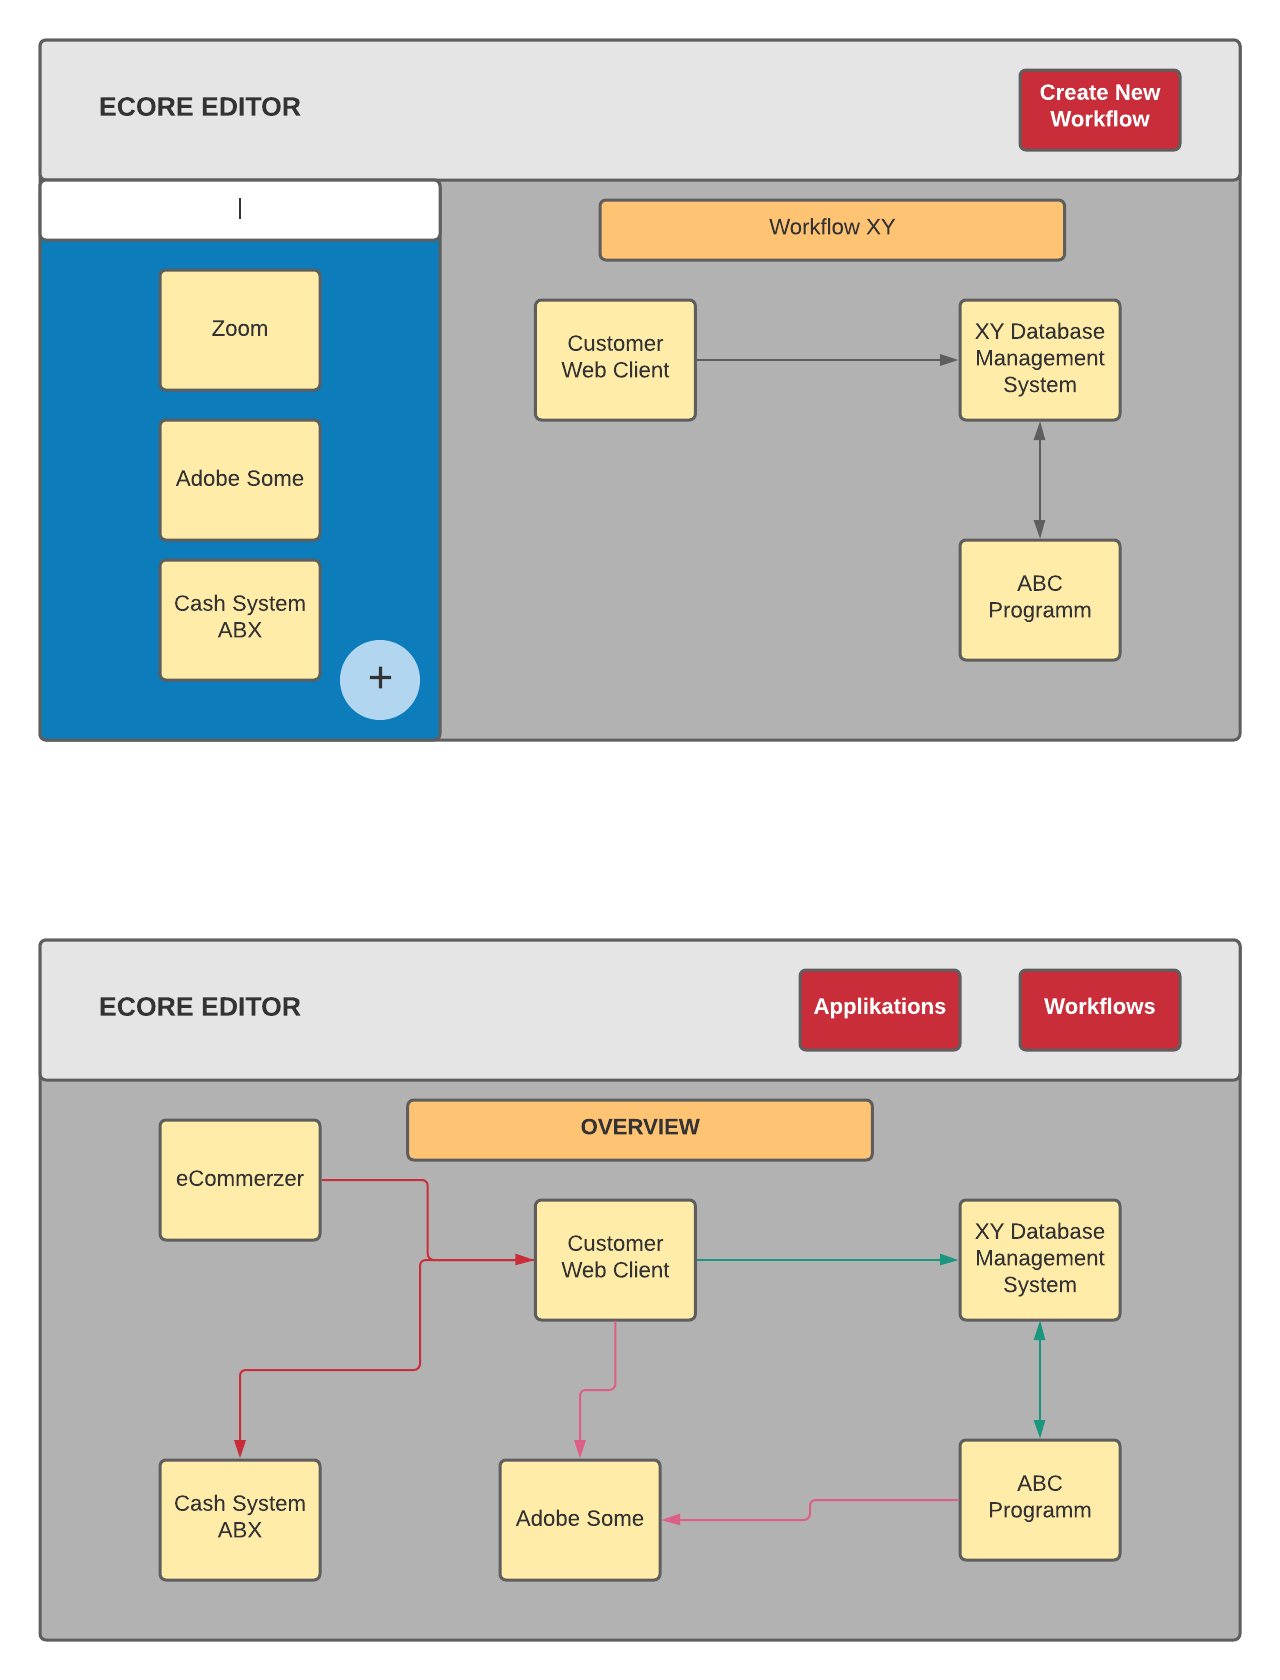 ECORE EDITOR
Create New
Workflow
|
Workflow XY
Zoom
Adobe Some
Cash System
ABX
+
Customer
Web Client
XY Database
Management
System
ABC
Programm
ECORE EDITOR
Applikations
Workflows
OVERVIEW
eCommerzer
Customer
Web Client
XY Database
Management
System
Cash System
ABX
Adobe Some
ABC
Programm